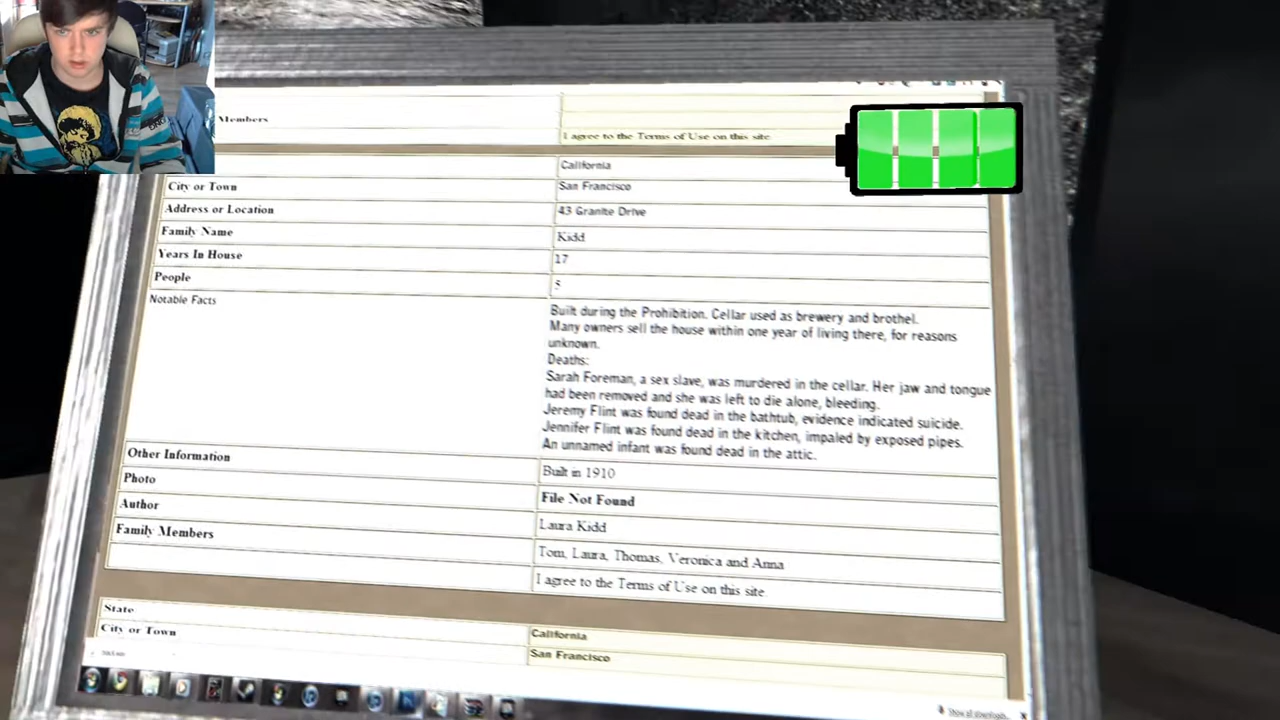 Members
I agree to the Terms of Use on this site
California
City or Town
San Francisco
Address or Location
43 Granite Drive
Family Name
Kidd
Years In House
17
People
5
Notable Facts
Built during the Prohibition. Cellar used as brewery and brothel.
Many owners sell the house within one year of living there, for reasons
unknown.
Deaths:
Sarah Foreman, a sex slave, was murdered in the cellar. Her jaw and tongue
had been removed and she was left to die alone, bleeding.
Jeremy Flint was found dead in the bathtub, evidence indicated suicide.
Jennifer Flint was found dead in the kitchen, impaled by exposed pipes.
An unnamed infant was found dead in the attic.
Other Information
Built in 1910
Photo
File Not Found
Author
Laura Kidd
Family Members
Tom, Laura, Thomas, Veronica and Anna
I agree to the Terms of Use on this site
State
California
City or Town
San Francisco
Show all downloads...